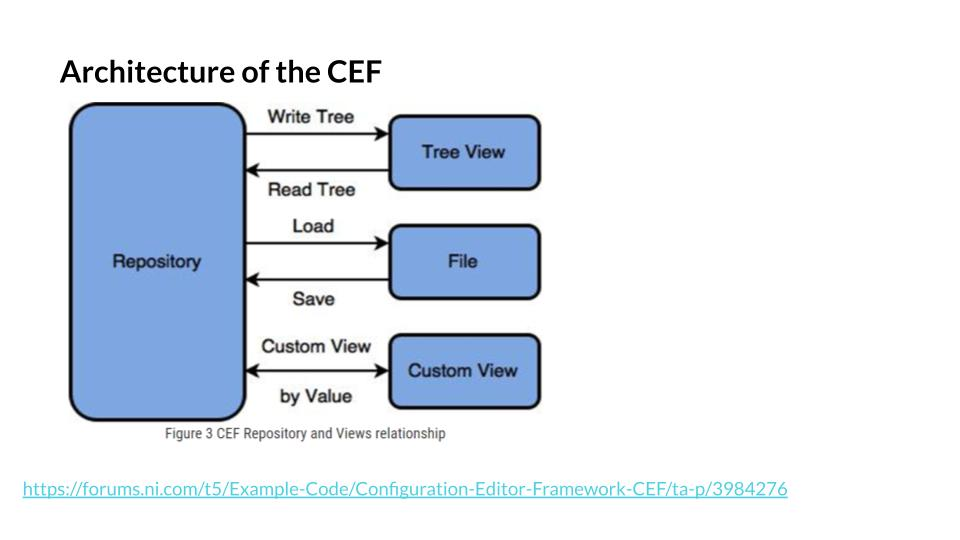 Architecture of the CEF
Write Tree
Tree View
Read Tree
Load
Repository
File
Save
Custom View
Custom View
by Value
Figure 3 CEF Repository and Views relationship
https://forums.ni.com/t5/Example-Code/Configuration-Editor-Framework-CEF/ta-p/3984276